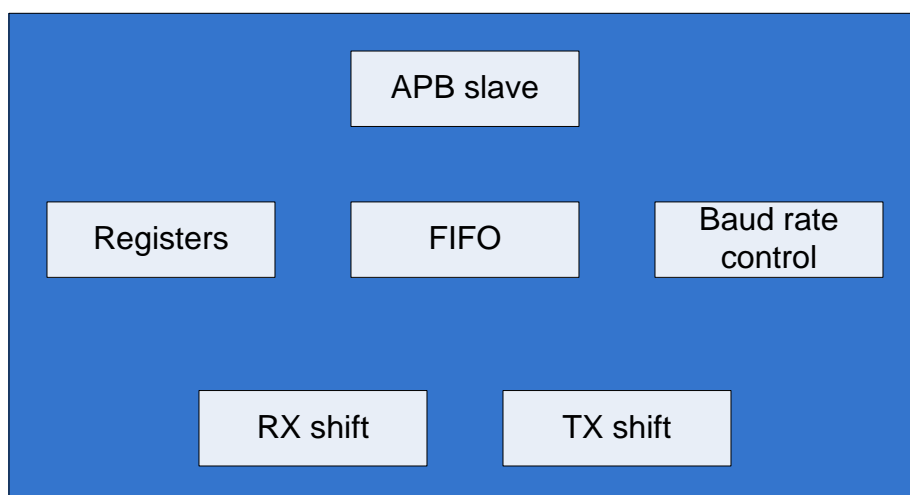 APB slave
Registers
FIFO
Baud rate
control
RX shift
TX shift